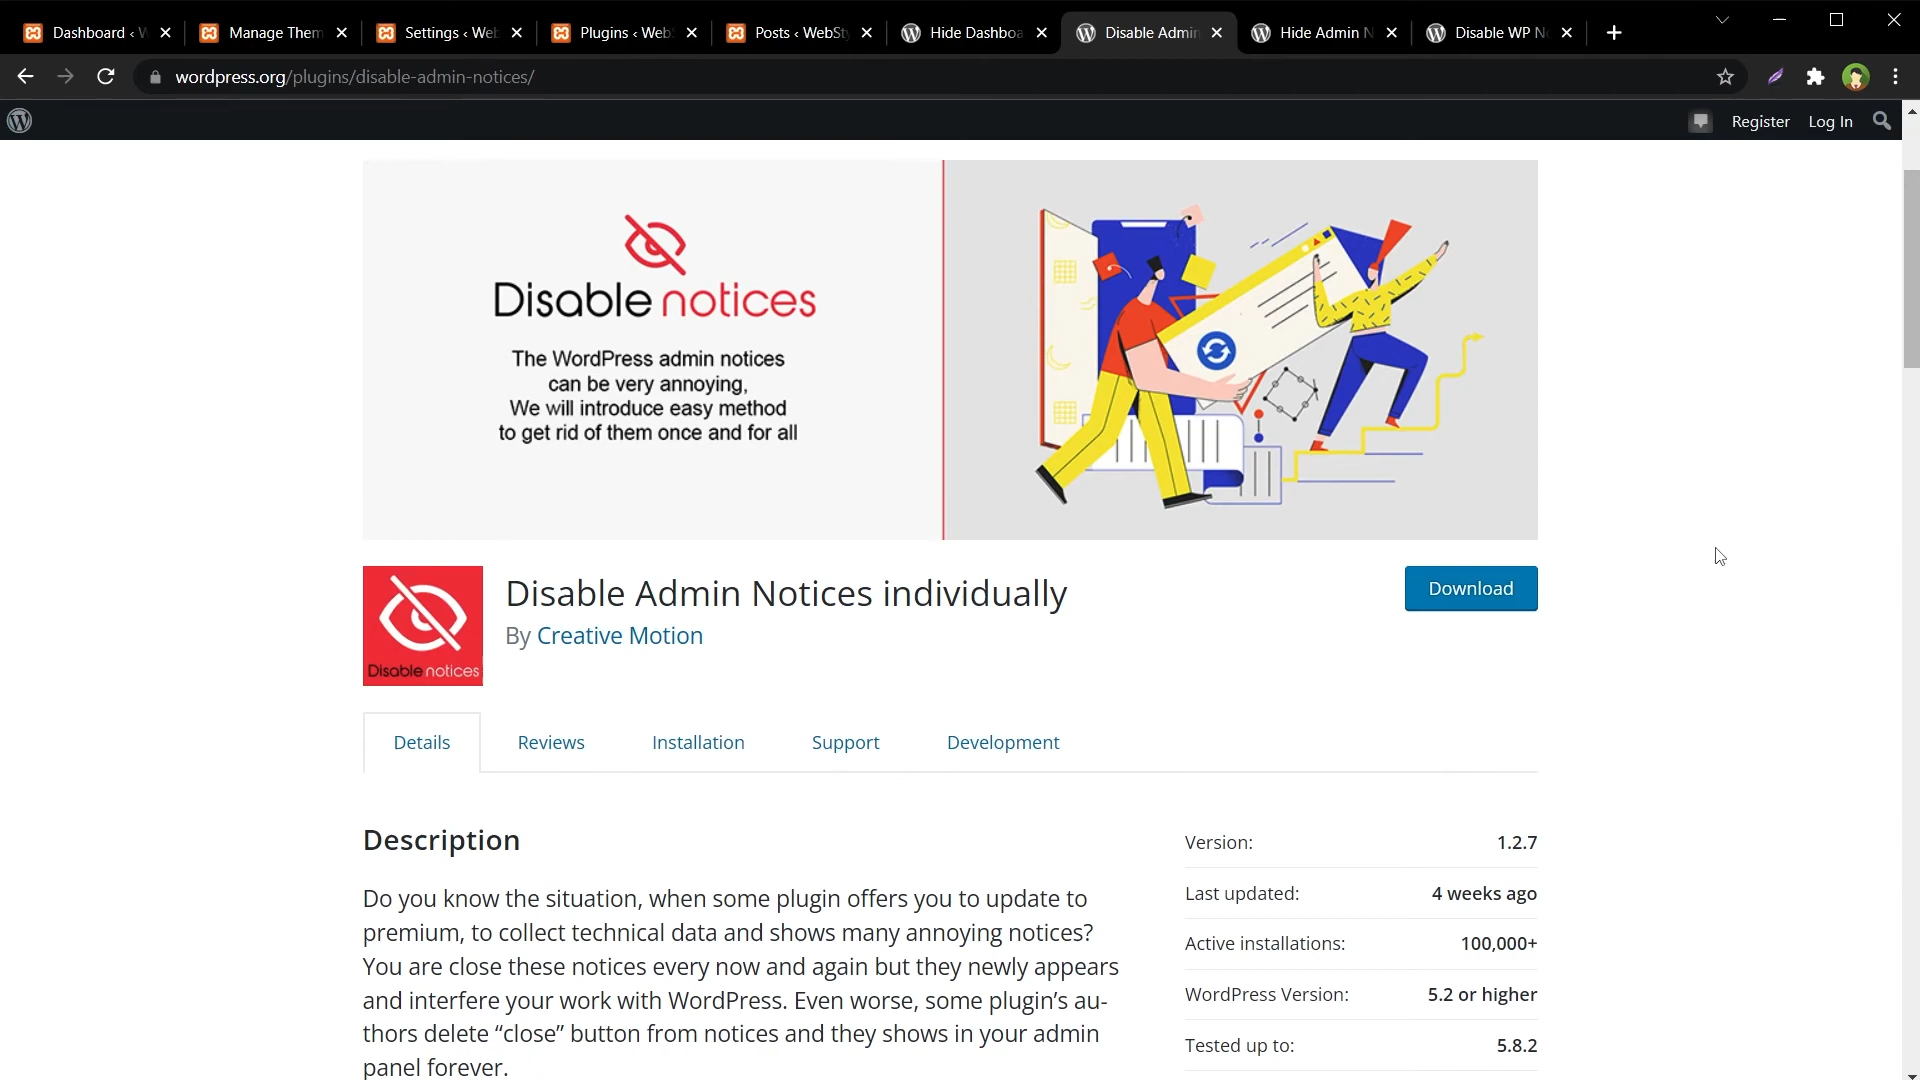 Dashboard ‹ W
Manage Them
Settings ‹ Web
Plugins ‹ WebS
Posts ‹ WebSty
Hide Dashboa
Disable Admin
Hide Admin N
Disable WP No
wordpress.org/plugins/disable-admin-notices/
Register
Log In
Disable notices
The WordPress admin notices
can be very annoying,
We will introduce easy method
to get rid of them once and for all
Disable notices
Disable Admin Notices individually
By Creative Motion
Download
Details
Reviews
Installation
Support
Development
Description
Do you know the situation, when some plugin offers you to update to
premium, to collect technical data and shows many annoying notices?
You are close these notices every now and again but they newly appears
and interfere your work with WordPress. Even worse, some plugin’s au-
thors delete “close” button from notices and they shows in your admin
panel forever.
Version: 1.2.7
Last updated: 4 weeks ago
Active installations: 100,000+
WordPress Version: 5.2 or higher
Tested up to: 5.8.2